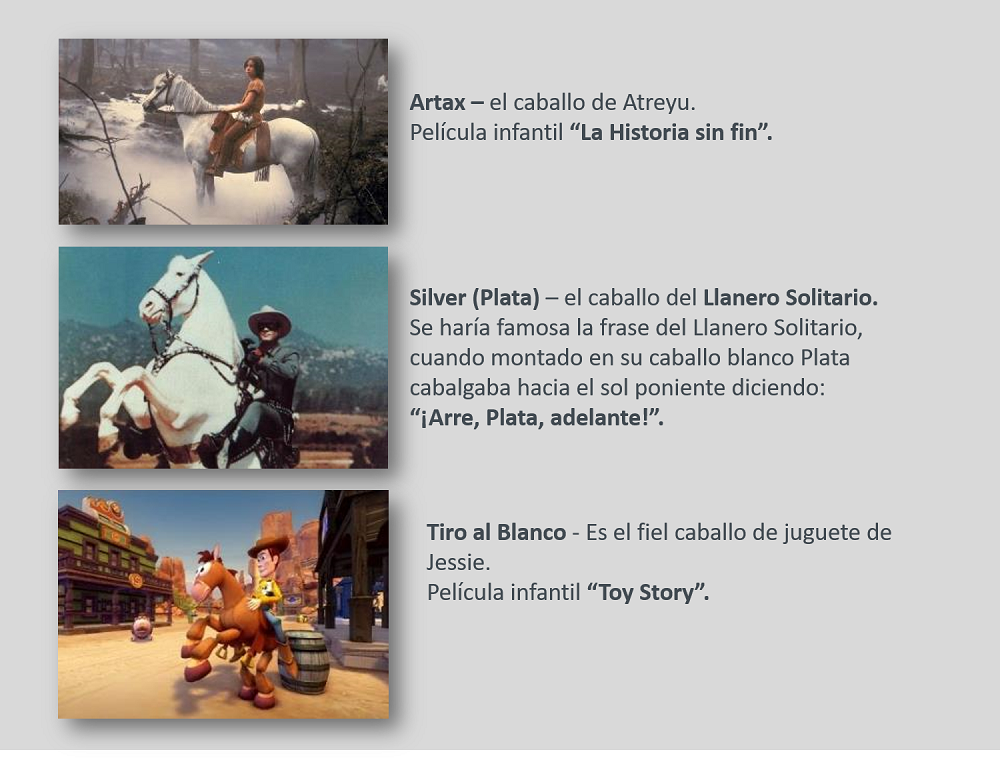 Artax – el caballo de Atreyu.
Película infantil “La Historia sin fin”.
Silver (Plata) – el caballo del Llanero Solitario.
Se haría famosa la frase del Llanero Solitario,
cuando montado en su caballo blanco Plata
cabalgaba hacia el sol poniente diciendo:
“¡Arre, Plata, adelante!”.
Tiro al Blanco - Es el fiel caballo de juguete de
Jessie.
Película infantil “Toy Story”.